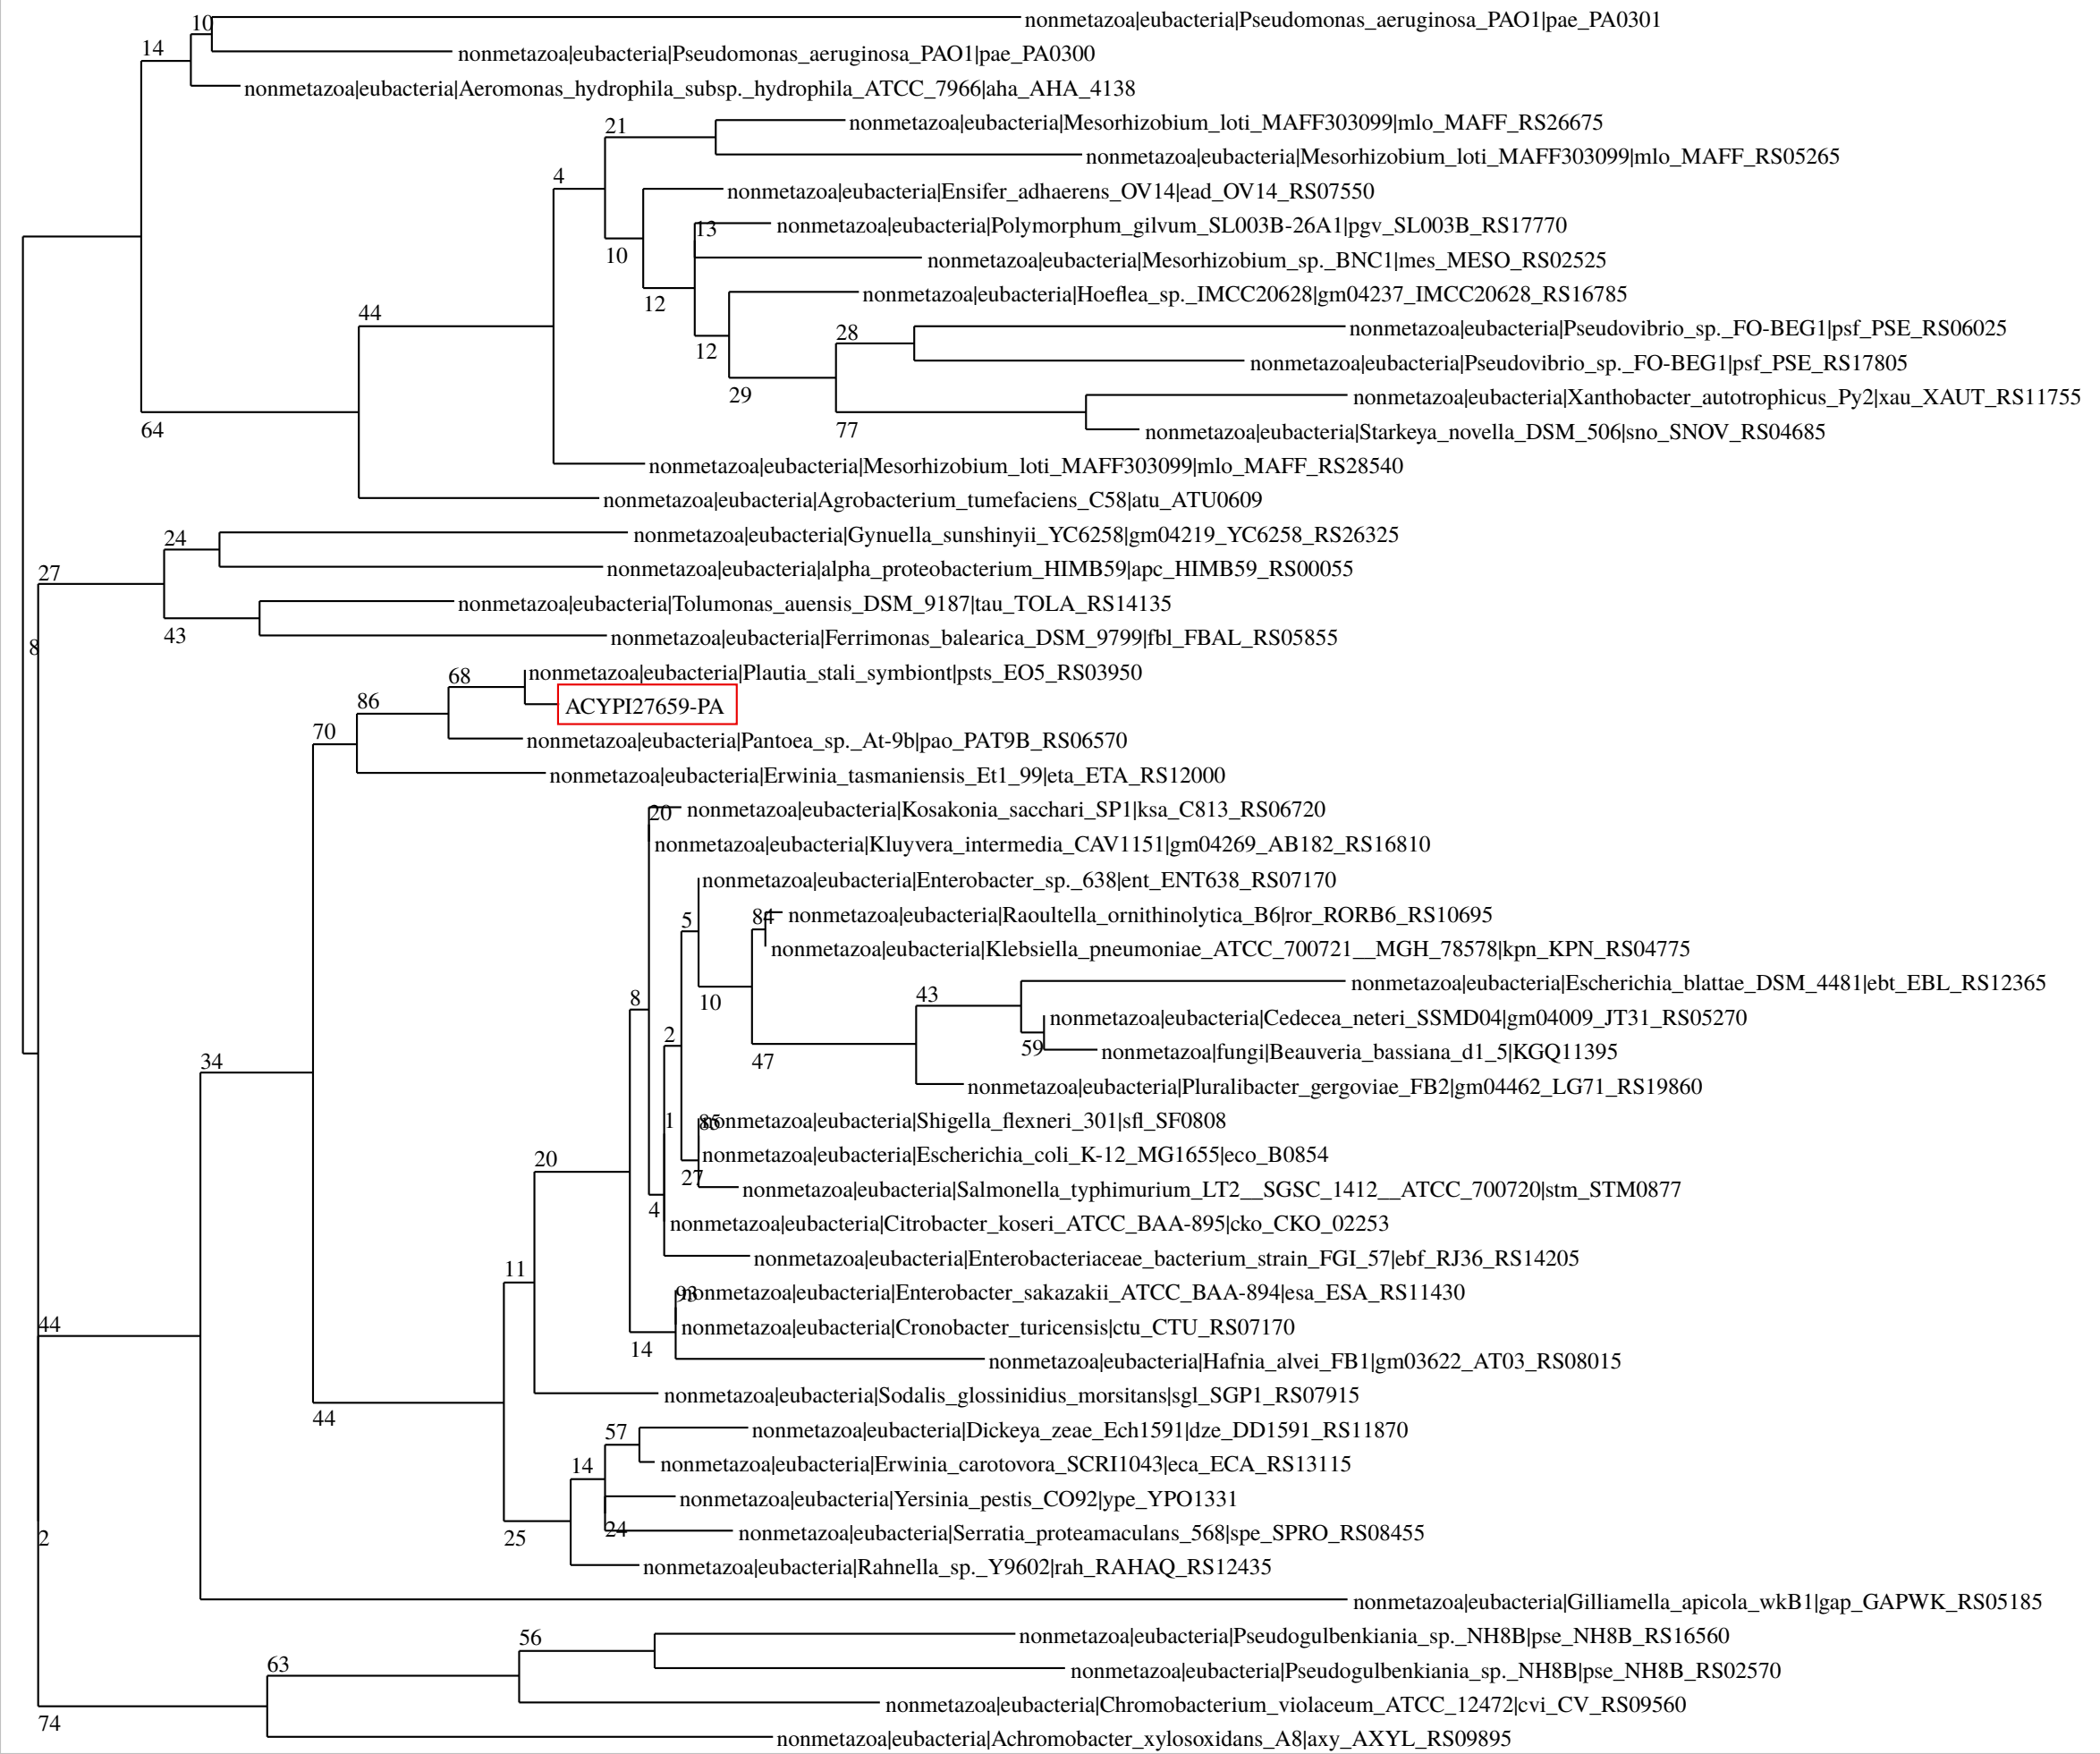 10
nonmetazoa|eubacteria|Pseudomonas_aeruginosa_PAO1|pae_PA0301
14
nonmetazoa|eubacteria|Pseudomonas_aeruginosa_PAO1|pae_PA0300
nonmetazoa|eubacteria|Aeromonas_hydrophila_subsp._hydrophila_ATCC_7966|aha_AHA_4138
21
nonmetazoa|eubacteria|Mesorhizobium_loti_MAFF303099|mlo_MAFF_RS26675
nonmetazoa|eubacteria|Mesorhizobium_loti_MAFF303099|mlo_MAFF_RS05265
4
nonmetazoa|eubacteria|Ensifer_adhaerens_OV14|ead_OV14_RS07550
13
nonmetazoa|eubacteria|Polymorphum_gilvum_SL003B-26A1|pgv_SL003B_RS17770
10
nonmetazoa|eubacteria|Mesorhizobium_sp._BNC1|mes_MESO_RS02525
12
nonmetazoa|eubacteria|Hoeflea_sp._IMCC20628|gm04237_IMCC20628_RS16785
44
28
nonmetazoa|eubacteria|Pseudovibrio_sp._FO-BEG1|psf_PSE_RS06025
12
nonmetazoa|eubacteria|Pseudovibrio_sp._FO-BEG1|psf_PSE_RS17805
29
nonmetazoa|eubacteria|Xanthobacter_autotrophicus_Py2|xau_XAUT_RS11755
64
77
nonmetazoa|eubacteria|Starkeya_novella_DSM_506|sno_SNOV_RS04685
nonmetazoa|eubacteria|Mesorhizobium_loti_MAFF303099|mlo_MAFF_RS28540
nonmetazoa|eubacteria|Agrobacterium_tumefaciens_C58|atu_ATU0609
24
nonmetazoa|eubacteria|Gynuella_sunshinyii_YC6258|gm04219_YC6258_RS26325
27
nonmetazoa|eubacteria|alpha_proteobacterium_HIMB59|apc_HIMB59_RS00055
nonmetazoa|eubacteria|Tolumonas_auensis_DSM_9187|tau_TOLA_RS14135
43
nonmetazoa|eubacteria|Ferrimonas_balearica_DSM_9799|fbl_FBAL_RS05855
8
68
nonmetazoa|eubacteria|Plautia_stali_symbiont|psts_EO5_RS03950
86
ACYPI27659-PA
70
nonmetazoa|eubacteria|Pantoea_sp._At-9b|pao_PAT9B_RS06570
nonmetazoa|eubacteria|Erwinia_tasmaniensis_Et1_99|eta_ETA_RS12000
20
nonmetazoa|eubacteria|Kosakonia_sacchari_SP1|ksa_C813_RS06720
nonmetazoa|eubacteria|Kluyvera_intermedia_CAV1151|gm04269_AB182_RS16810
nonmetazoa|eubacteria|Enterobacter_sp._638|ent_ENT638_RS07170
5
84
nonmetazoa|eubacteria|Raoultella_ornithinolytica_B6|ror_RORB6_RS10695
nonmetazoa|eubacteria|Klebsiella_pneumoniae_ATCC_700721__MGH_78578|kpn_KPN_RS04775
8
10
43
nonmetazoa|eubacteria|Escherichia_blattae_DSM_4481|ebt_EBL_RS12365
nonmetazoa|eubacteria|Cedecea_neteri_SSMD04|gm04009_JT31_RS05270
2
59
nonmetazoa|fungi|Beauveria_bassiana_d1_5|KGQ11395
34
47
nonmetazoa|eubacteria|Pluralibacter_gergoviae_FB2|gm04462_LG71_RS19860
1
85
nonmetazoa|eubacteria|Shigella_flexneri_301|sfl_SF0808
20
nonmetazoa|eubacteria|Escherichia_coli_K-12_MG1655|eco_B0854
27
nonmetazoa|eubacteria|Salmonella_typhimurium_LT2__SGSC_1412__ATCC_700720|stm_STM0877
4
nonmetazoa|eubacteria|Citrobacter_koseri_ATCC_BAA-895|cko_CKO_02253
11
nonmetazoa|eubacteria|Enterobacteriaceae_bacterium_strain_FGI_57|ebf_RJ36_RS14205
93
nonmetazoa|eubacteria|Enterobacter_sakazakii_ATCC_BAA-894|esa_ESA_RS11430
44
nonmetazoa|eubacteria|Cronobacter_turicensis|ctu_CTU_RS07170
14
nonmetazoa|eubacteria|Hafnia_alvei_FB1|gm03622_AT03_RS08015
nonmetazoa|eubacteria|Sodalis_glossinidius_morsitans|sgl_SGP1_RS07915
44
57
nonmetazoa|eubacteria|Dickeya_zeae_Ech1591|dze_DD1591_RS11870
14
nonmetazoa|eubacteria|Erwinia_carotovora_SCRI1043|eca_ECA_RS13115
nonmetazoa|eubacteria|Yersinia_pestis_CO92|ype_YPO1331
2
25
24
nonmetazoa|eubacteria|Serratia_proteamaculans_568|spe_SPRO_RS08455
nonmetazoa|eubacteria|Rahnella_sp._Y9602|rah_RAHAQ_RS12435
nonmetazoa|eubacteria|Gilliamella_apicola_wkB1|gap_GAPWK_RS05185
56
nonmetazoa|eubacteria|Pseudogulbenkiania_sp._NH8B|pse_NH8B_RS16560
63
nonmetazoa|eubacteria|Pseudogulbenkiania_sp._NH8B|pse_NH8B_RS02570
nonmetazoa|eubacteria|Chromobacterium_violaceum_ATCC_12472|cvi_CV_RS09560
74
nonmetazoa|eubacteria|Achromobacter_xylosoxidans_A8|axy_AXYL_RS09895